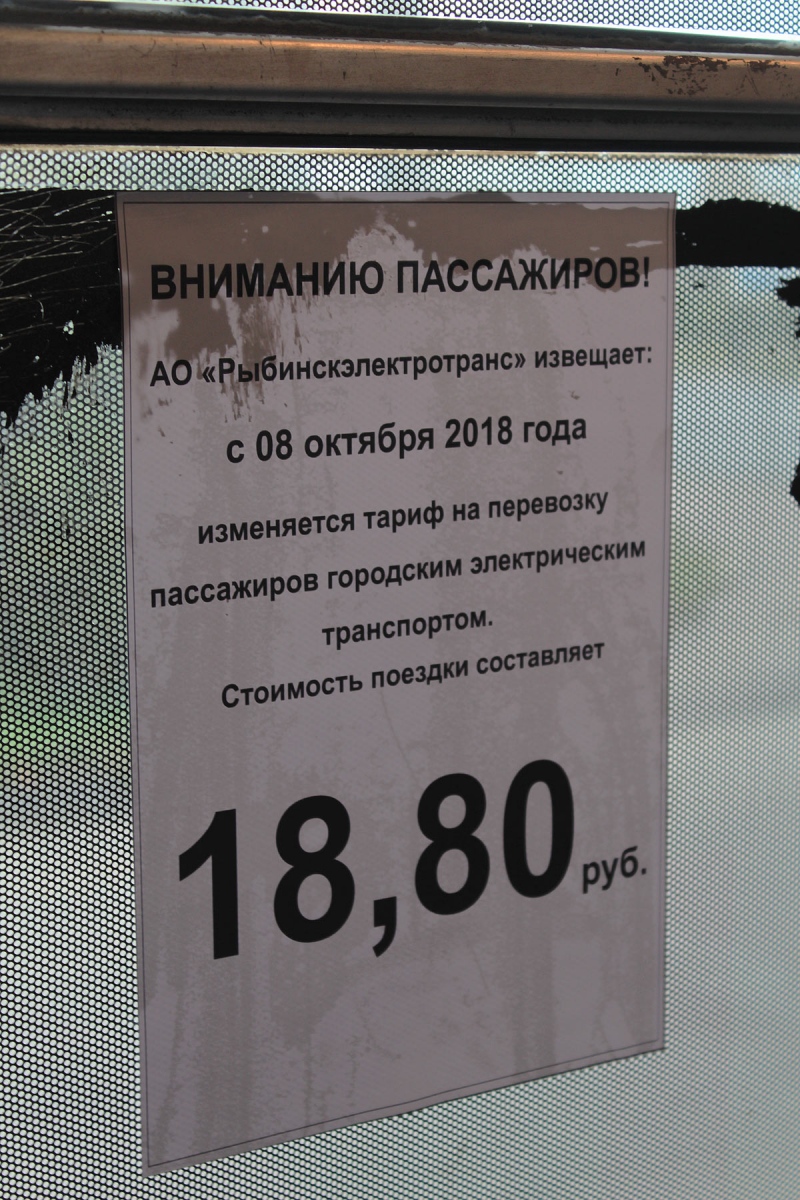 ВНИМАНИЮ ПАССАЖИРОВ!
АО «Рыбинскэлектротранс» извещает:
с 08 октября 2018 года
изменяется тариф на перевозку
пассажиров городским электрическим
транспортом.
Стоимость поездки составляет
18,80 руб.